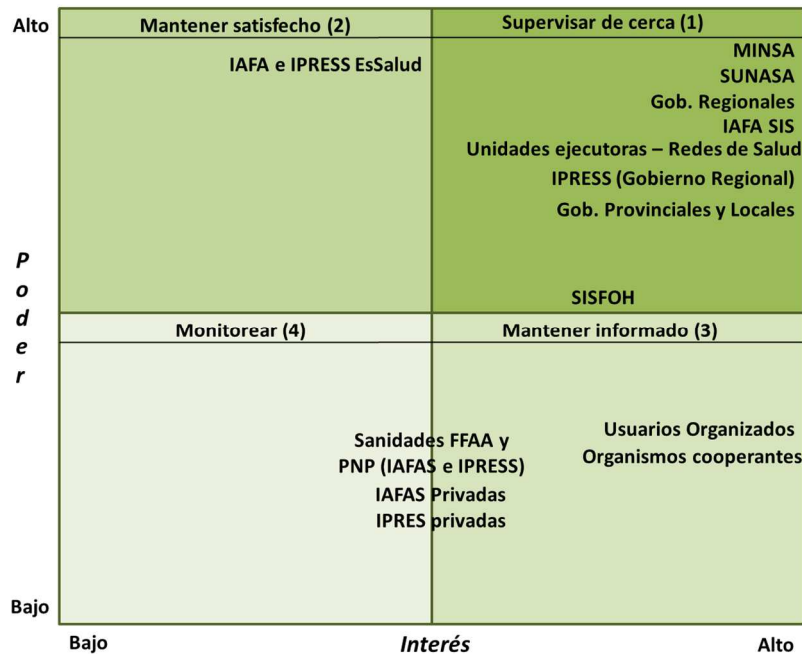 Alto
Mantener satisfecho (2)
Supervisar de cerca (1)
IAFA e IPRESS EsSalud
MINSA
SUNASA
Gob. Regionales
IAFA SIS
Unidades ejecutoras – Redes de Salud
IPRESS (Gobierno Regional)
Gob. Provinciales y Locales
SISFOH
Poder
Monitorear (4)
Mantener informado (3)
Sanidades FFAA y
PNP (IAFAS e IPRESS)
IAFAS Privadas
IPRES privadas
Usuarios Organizados
Organismos cooperantes
Bajo
Bajo
Interés
Alto